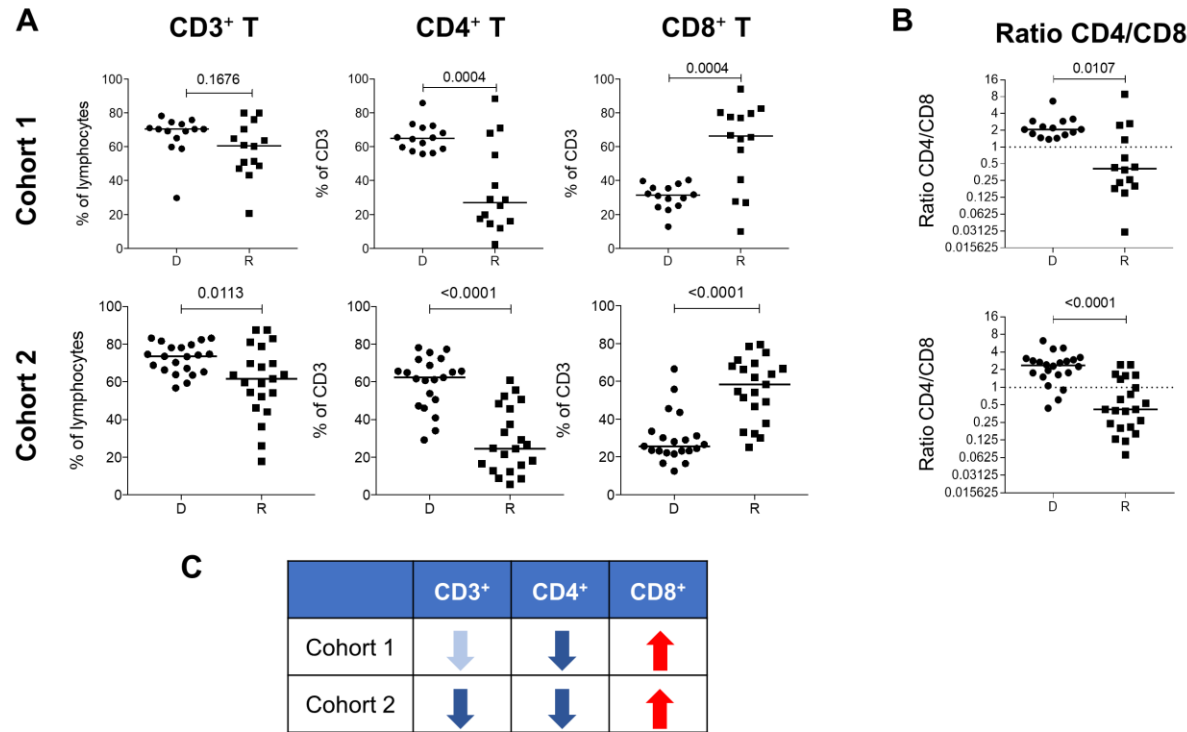 A
CD3⁺ T
CD4⁺ T
CD8⁺ T
B
Ratio CD4/CD8
Cohort 1
% of lymphocytes
100
80
60
40
20
0
0.1676
D R
% of CD3
100
80
60
40
20
0
0.0004
D R
% of CD3
100
80
60
40
20
0
0.0004
D R
Ratio CD4/CD8
16
8
4
2
1
0.5
0.25
0.125
0.0625
0.03125
0.015625
0.0107
D R
Cohort 2
% of lymphocytes
100
80
60
40
20
0
0.0113
D R
% of CD3
100
80
60
40
20
0
<0.0001
D R
% of CD3
100
80
60
40
20
0
<0.0001
D R
Ratio CD4/CD8
16
8
4
2
1
0.5
0.25
0.125
0.0625
0.03125
0.015625
<0.0001
D R
C
CD3⁺ CD4⁺ CD8⁺
Cohort 1
Cohort 2